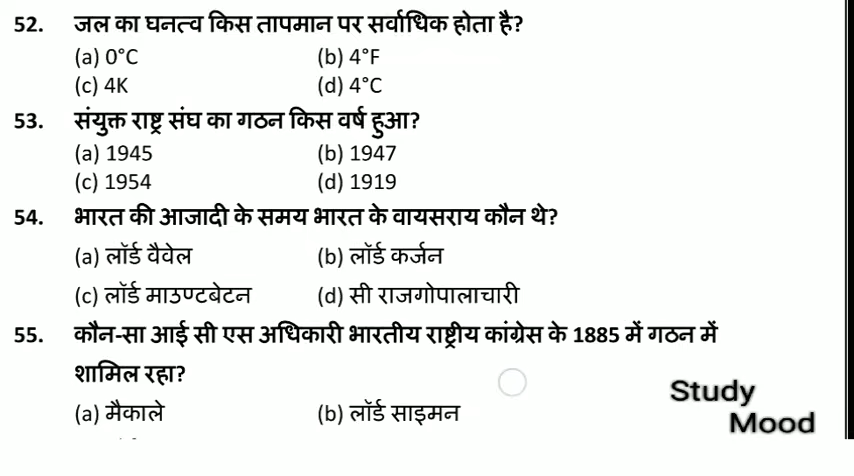 52. जल का घनत्व किस तापमान पर सर्वाधिक होता है?
(a) 0°C (b) 4°F
(c) 4K (d) 4°C
53. संयुक्त राष्ट्र संघ का गठन किस वर्ष हुआ?
(a) 1945 (b) 1947
(c) 1954 (d) 1919
54. भारत की आजादी के समय भारत के वायसराय कौन थे?
(a) लॉर्ड वैवेल (b) लॉर्ड कर्जन
(c) लॉर्ड माउण्टबेटन (d) सी राजगोपालाचारी
55. कौन-सा आई सी एस अधिकारी भारतीय राष्ट्रीय कांग्रेस के 1885 में गठन में
शामिल रहा?
(a) मैकाले (b) लॉर्ड साइमन
Study
Mood